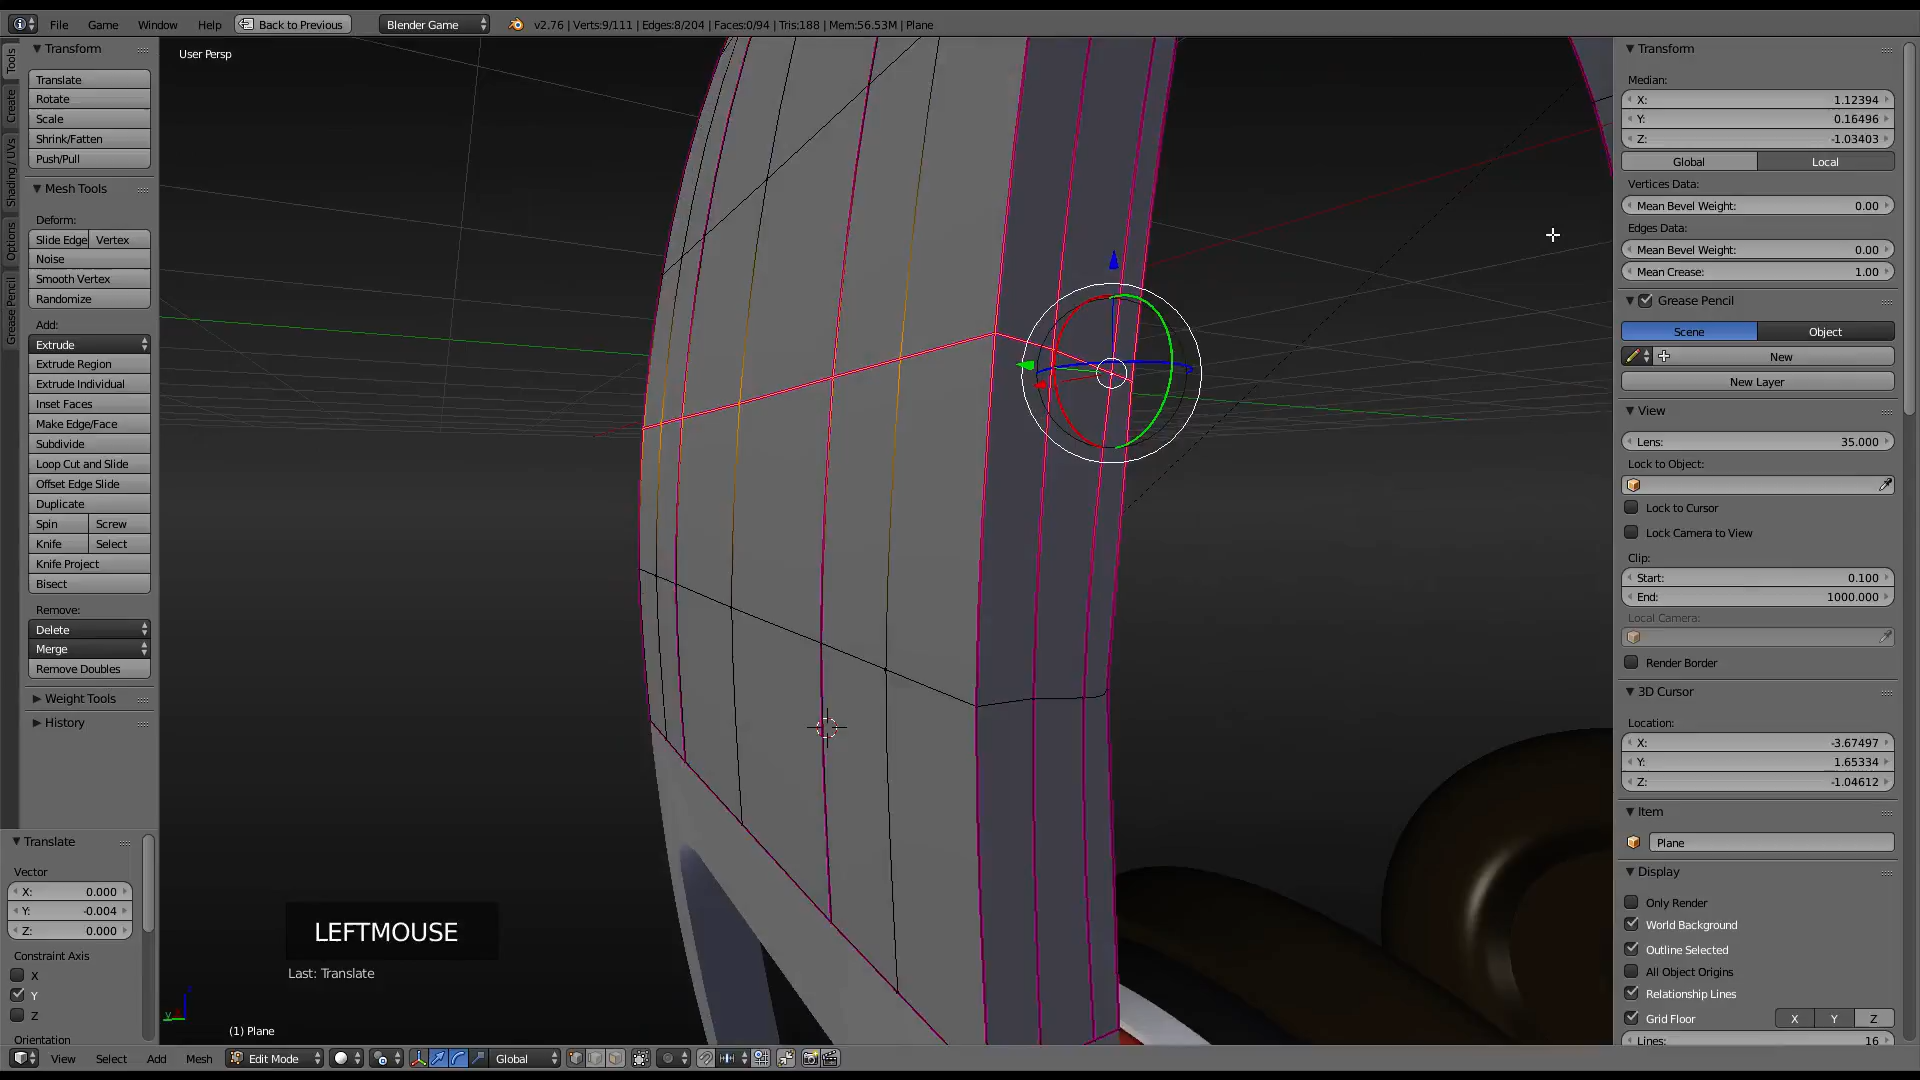 File Game Window Help Back to Previous Blender Game v2.76 | Verts:9/111 | Edges:8/204 | Faces:0/94 | Tris:188 | Mem:56.53M | Plane
Tools
Create
Shading / UVs
Options
Grease Pencil
Transform
Translate
Rotate
Scale
Shrink/Fatten
Push/Pull
Mesh Tools
Deform:
Slide Edge Vertex
Noise
Smooth Vertex
Randomize
Add:
Extrude
Extrude Region
Extrude Individual
Inset Faces
Make Edge/Face
Subdivide
Loop Cut and Slide
Offset Edge Slide
Duplicate
Spin Screw
Knife Select
Knife Project
Bisect
Remove:
Delete
Merge
Remove Doubles
Weight Tools
History
Translate
Vector
X: 0.000
Y: -0.004
Z: 0.000
Constraint Axis
X
Y
Z
Orientation
User Persp
LEFTMOUSE
Last: Translate
(1) Plane
Transform
Median:
X: 1.12394
Y: 0.16496
Z: -1.03403
Global Local
Vertices Data:
Mean Bevel Weight: 0.00
Edges Data:
Mean Bevel Weight: 0.00
Mean Crease: 1.00
Grease Pencil
Scene Object
New
New Layer
View
Lens: 35.000
Lock to Object:
Lock to Cursor
Lock Camera to View
Clip:
Start: 0.100
End: 1000.000
Local Camera:
Render Border
3D Cursor
Location:
X: -3.67497
Y: 1.65334
Z: -1.04612
Item
Plane
Display
Only Render
World Background
Outline Selected
All Object Origins
Relationship Lines
Grid Floor X Y Z
Lines: 16
View Select Add Mesh Edit Mode Global